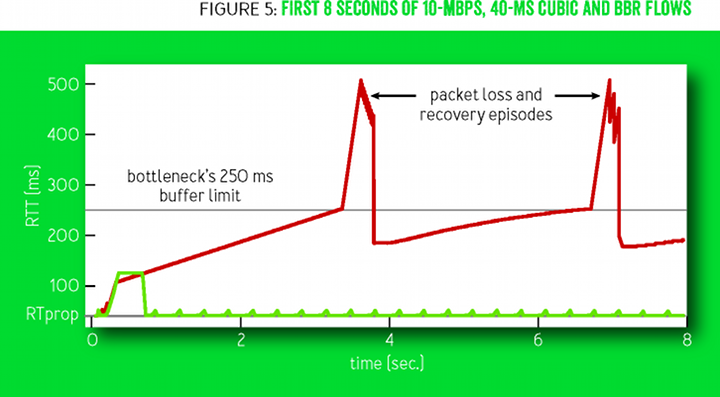 FIGURE 5: FIRST 8 SECONDS OF 10-MBPS, 40-MS CUBIC AND BBR FLOWS
500
400
300
200
100
RTprop
RTT (ms)
bottleneck's 250 ms
buffer limit
packet loss and
recovery episodes
0 2 4 6 8
time (sec.)